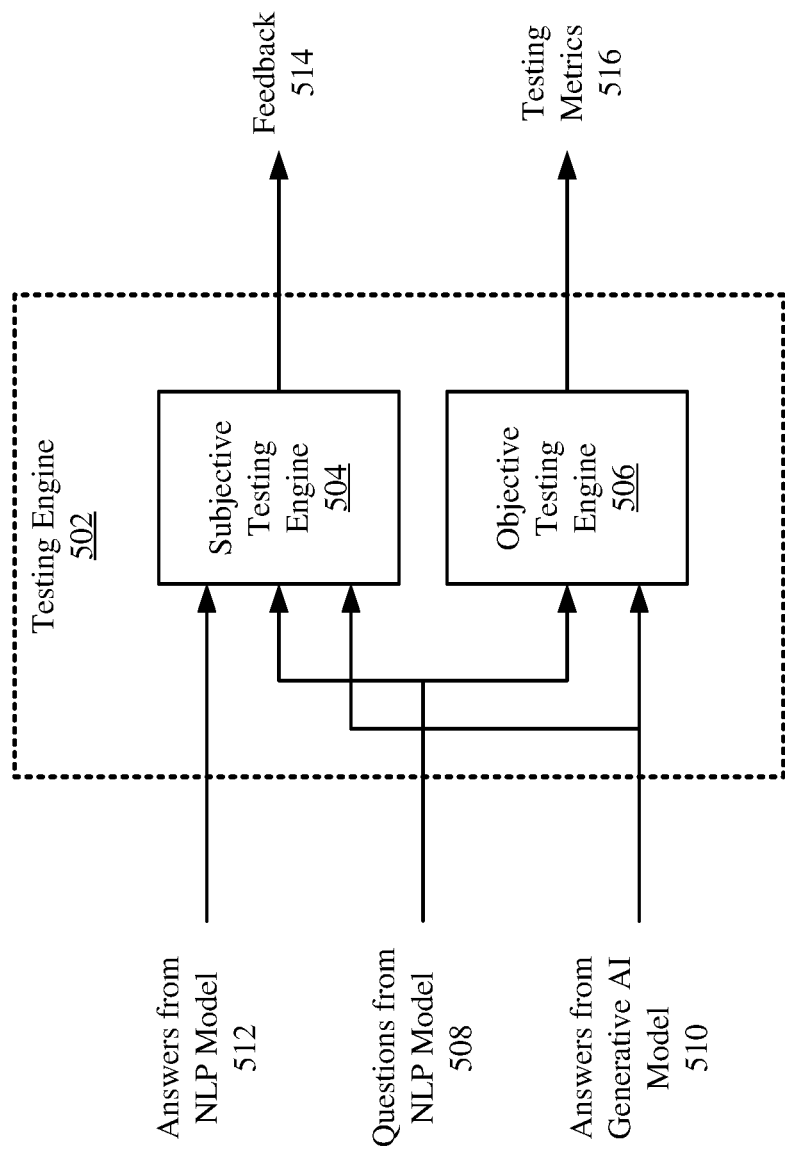 Testing Engine
502
Answers from
NLP Model
512
Questions from
NLP Model
508
Answers from
Generative AI
Model
510
Subjective
Testing
Engine
504
Objective
Testing
Engine
506
Feedback
514
Testing
Metrics
516